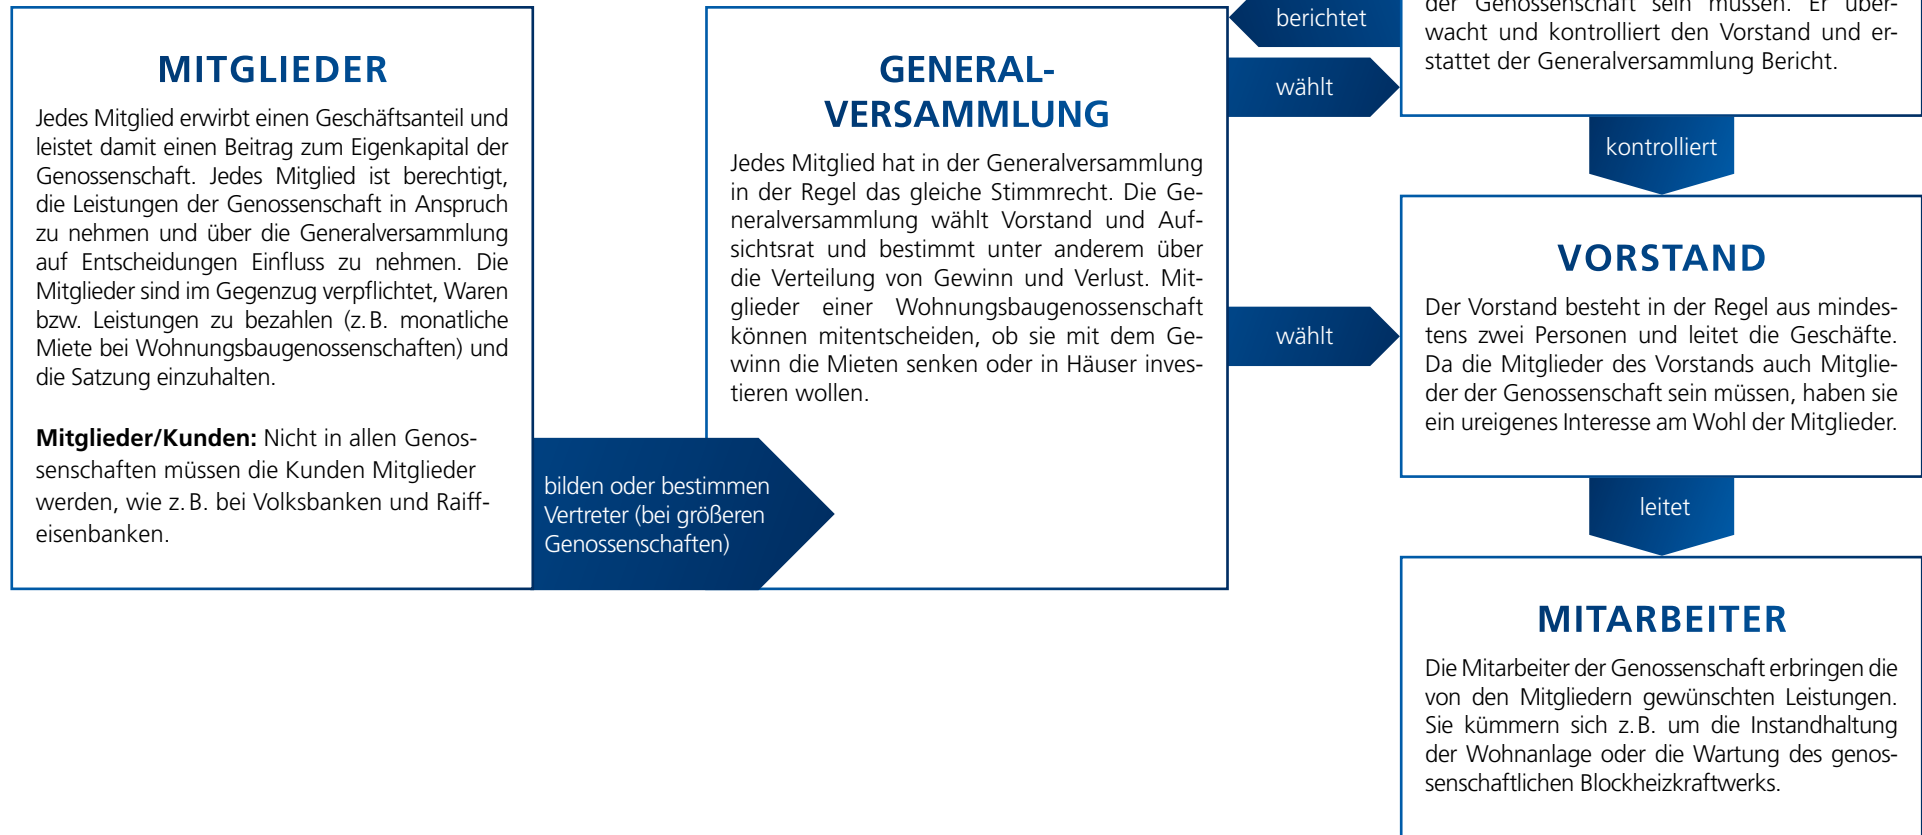 MITGLIEDER
Jedes Mitglied erwirbt einen Geschäftsanteil und
leistet damit einen Beitrag zum Eigenkapital der
Genossenschaft. Jedes Mitglied ist berechtigt,
die Leistungen der Genossenschaft in Anspruch
zu nehmen und über die Generalversammlung
auf Entscheidungen Einfluss zu nehmen. Die
Mitglieder sind im Gegenzug verpflichtet, Waren
bzw. Leistungen zu bezahlen (z. B. monatliche
Miete bei Wohnungsbaugenossenschaften) und
die Satzung einzuhalten.
Mitglieder/Kunden: Nicht in allen Genos-
senschaften müssen die Kunden Mitglieder
werden, wie z. B. bei Volksbanken und Raiff-
eisenbanken.
bilden oder bestimmen
Vertreter (bei größeren
Genossenschaften)
GENERAL-
VERSAMMLUNG
Jedes Mitglied hat in der Generalversammlung
in der Regel das gleiche Stimmrecht. Die Ge-
neralversammlung wählt Vorstand und Auf-
sichtsrat und bestimmt unter anderem über
die Verteilung von Gewinn und Verlust. Mit-
glieder einer Wohnungsbaugenossenschaft
können mitentscheiden, ob sie mit dem Ge-
winn die Mieten senken oder in Häuser inves-
tieren wollen.
berichtet
wählt
wählt
der Genossenschaft sein müssen. Er über-
wacht und kontrolliert den Vorstand und er-
stattet der Generalversammlung Bericht.
kontrolliert
VORSTAND
Der Vorstand besteht in der Regel aus mindes-
tens zwei Personen und leitet die Geschäfte.
Da die Mitglieder des Vorstands auch Mitglie-
der der Genossenschaft sein müssen, haben sie
ein ureigenes Interesse am Wohl der Mitglieder.
leitet
MITARBEITER
Die Mitarbeiter der Genossenschaft erbringen die
von den Mitgliedern gewünschten Leistungen.
Sie kümmern sich z. B. um die Instandhaltung
der Wohnanlage oder die Wartung des genos-
senschaftlichen Blockheizkraftwerks.